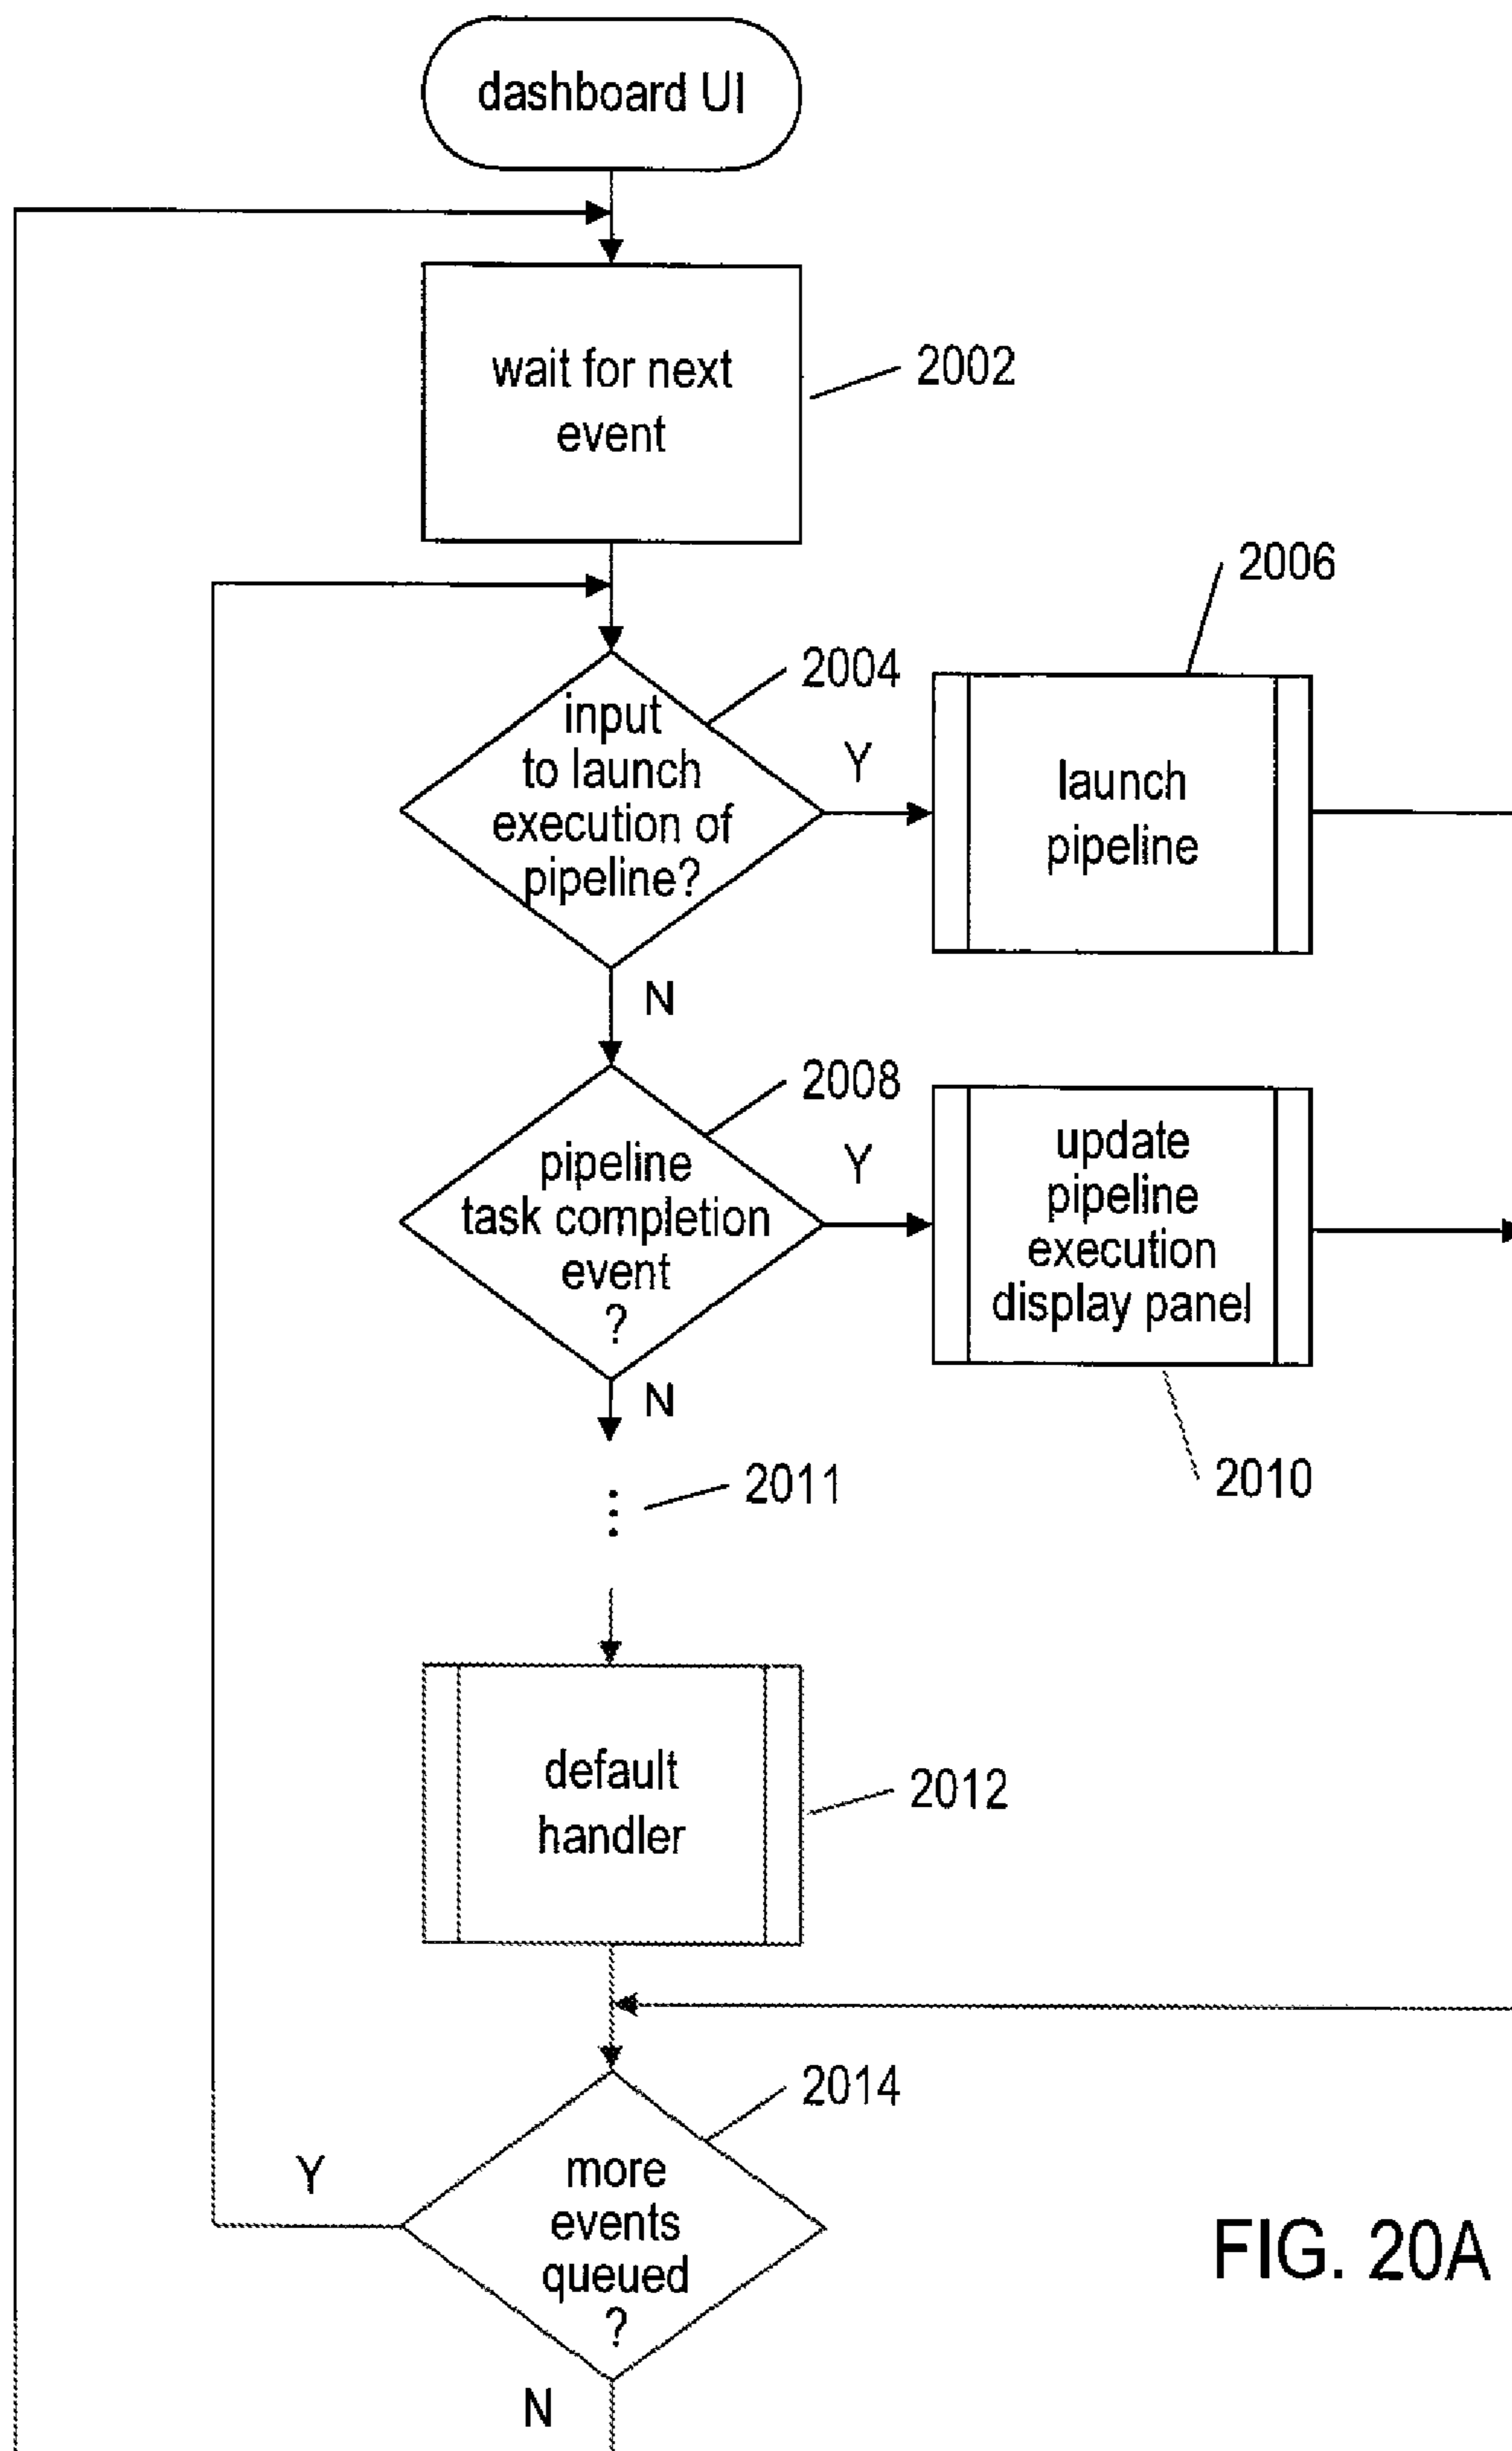 dashboard UI
wait for next
event
2002
2006
2004
input
to launch
execution of
pipeline?
Y
launch
pipeline
N
2008
pipeline
task completion
event
?
Y
update
pipeline
execution
display panel
N
2011
2010
default
handler
2012
2014
Y
more
events
queued
?
N
FIG. 20A